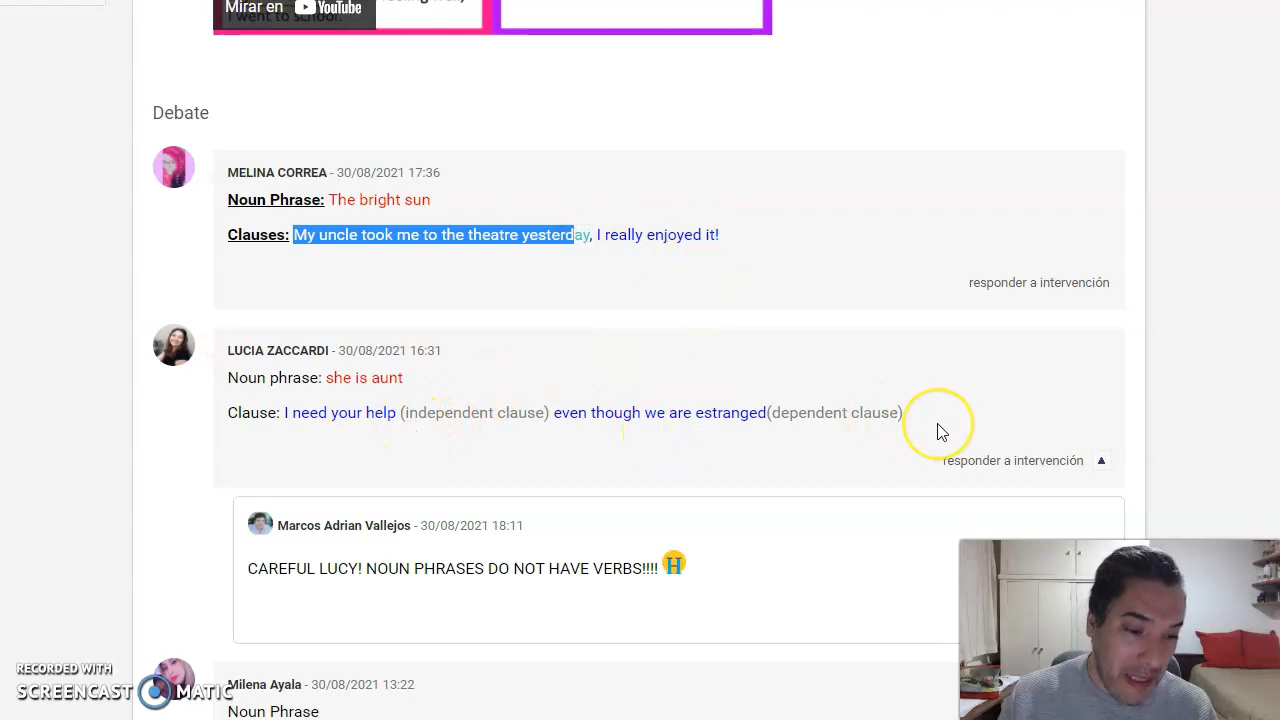 Mirar en YouTube
I went to school.
Debate
MELINA CORREA - 30/08/2021 17:36
Noun Phrase: The bright sun
Clauses: My uncle took me to the theatre yesterday, I really enjoyed it!
responder a intervención
LUCIA ZACCARDI - 30/08/2021 16:31
Noun phrase: she is aunt
Clause: I need your help (independent clause) even though we are estranged(dependent clause)
responder a intervención
Marcos Adrian Vallejos - 30/08/2021 18:11
CAREFUL LUCY! NOUN PHRASES DO NOT HAVE VERBS!!!! H
Milena Ayala - 30/08/2021 13:22
Noun Phrase
RECORDED WITH
SCREENCAST MATIC